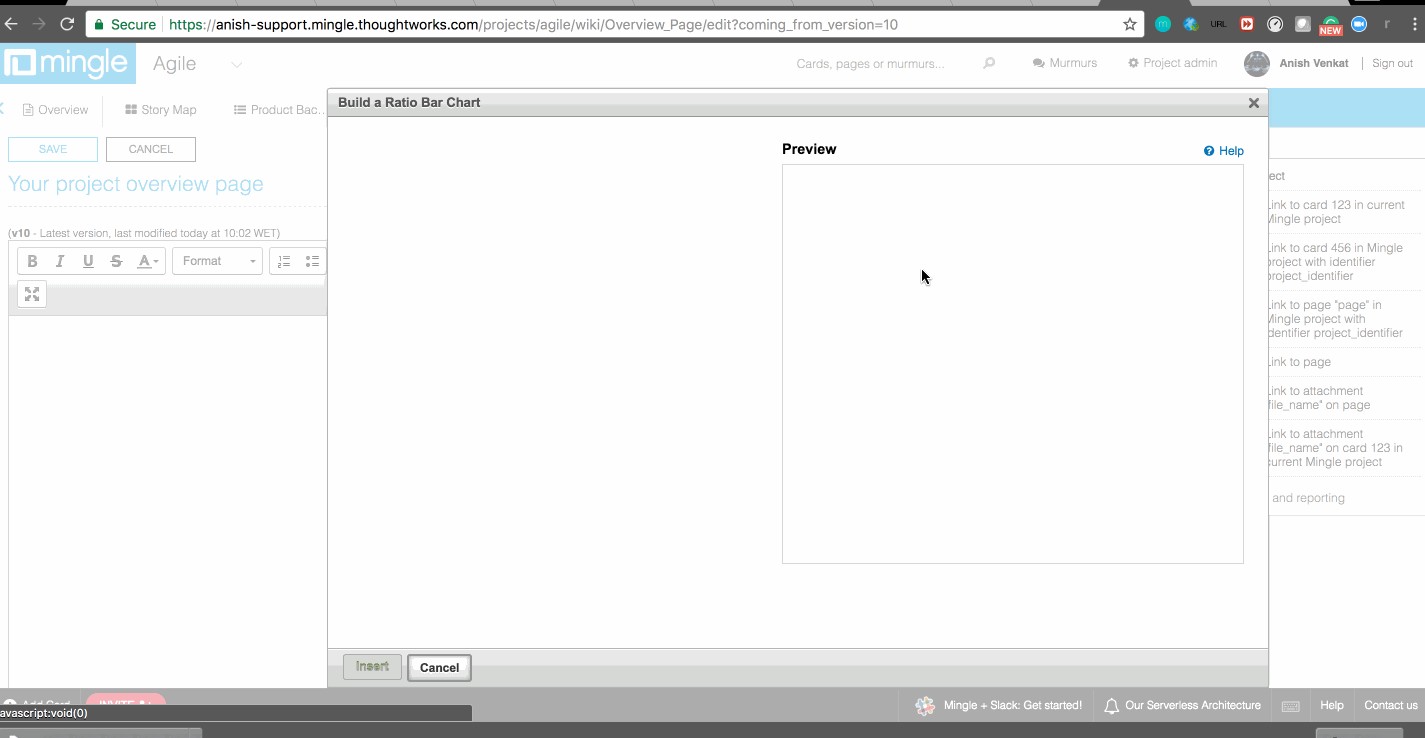 Secure https://anish-support.mingle.thoughtworks.com/projects/agile/wiki/Overview_Page/edit?coming_from_version=10
URL
NEW
r
mingle Agile
Cards, pages or murmurs...
Murmurs
Project admin
Anish Venkat
Sign out
Overview
Story Map
Product Bac...
SAVE
CANCEL
Your project overview page
(v10 - Latest version, last modified today at 10:02 WET)
B I U S A
Format
Build a Ratio Bar Chart
Preview
Help
Insert
Cancel
ect
Link to card 123 in current
Mingle project
Link to card 456 in Mingle
project with identifier
project_identifier
Link to page "page" in
Mingle project with
identifier project_identifier
Link to page
Link to attachment
"file_name" on page
Link to attachment
"file_name" on card 123 in
current Mingle project
and reporting
Add Card
avascript:void(0)
Mingle + Slack: Get started!
Our Serverless Architecture
Help
Contact us